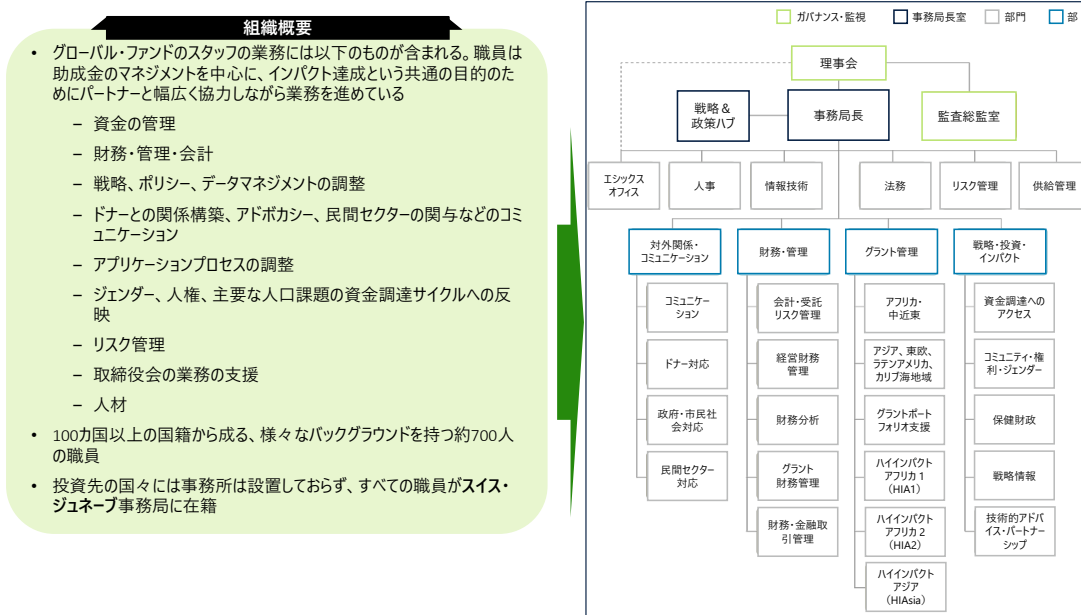 組織概要
• グローバル・ファンドのスタッフの業務には以下のものが含まれる。職員は
助成金のマネジメントを中心に、インパクト達成という共通の目的のた
めにパートナーと幅広く協力しながら業務を進めている
– 資金の管理
– 財務・管理・会計
– 戦略、ポリシー、データマネジメントの調整
– ドナーとの関係構築、アドボカシー、民間セクターの関与などのコミ
ュニケーション
– アプリケーションプロセスの調整
– ジェンダー、人権、主要な人口課題の資金調達サイクルへの反
映
– リスク管理
– 取締役会の業務の支援
– 人材
• 100カ国以上の国籍から成る、様々なバックグラウンドを持つ約700人
の職員
• 投資先の国々には事務所は設置しておらず、すべての職員がスイス・
ジュネーブ事務局に在籍
ガバナンス・監視
事務局長室
部門
部
理事会
戦略&
政策ハブ
事務局長
監査総監室
エシックス
オフィス
人事
情報技術
法務
リスク管理
供給管理
対外関係・
コミュニケーション
財務・管理
グラント管理
戦略・投資・
インパクト
コミュニケー
ション
ドナー対応
政府・市民社
会対応
民間セクター
対応
会計・受託
リスク管理
経営財務
管理
財務分析
グラント
財務管理
財務・金融取
引管理
アフリカ・
中近東
アジア、東欧、
ラテンアメリカ、
カリブ海地域
グラントポート
フォリオ支援
ハイインパクト
アフリカ 1
(HIA1)
ハイインパクト
アフリカ 2
(HIA2)
ハイインパクト
アジア
(HIAsia)
資金調達への
アクセス
コミュニティ・権
利・ジェンダー
保健財政
戦略情報
技術的アドバ
イス・パートナー
シップ